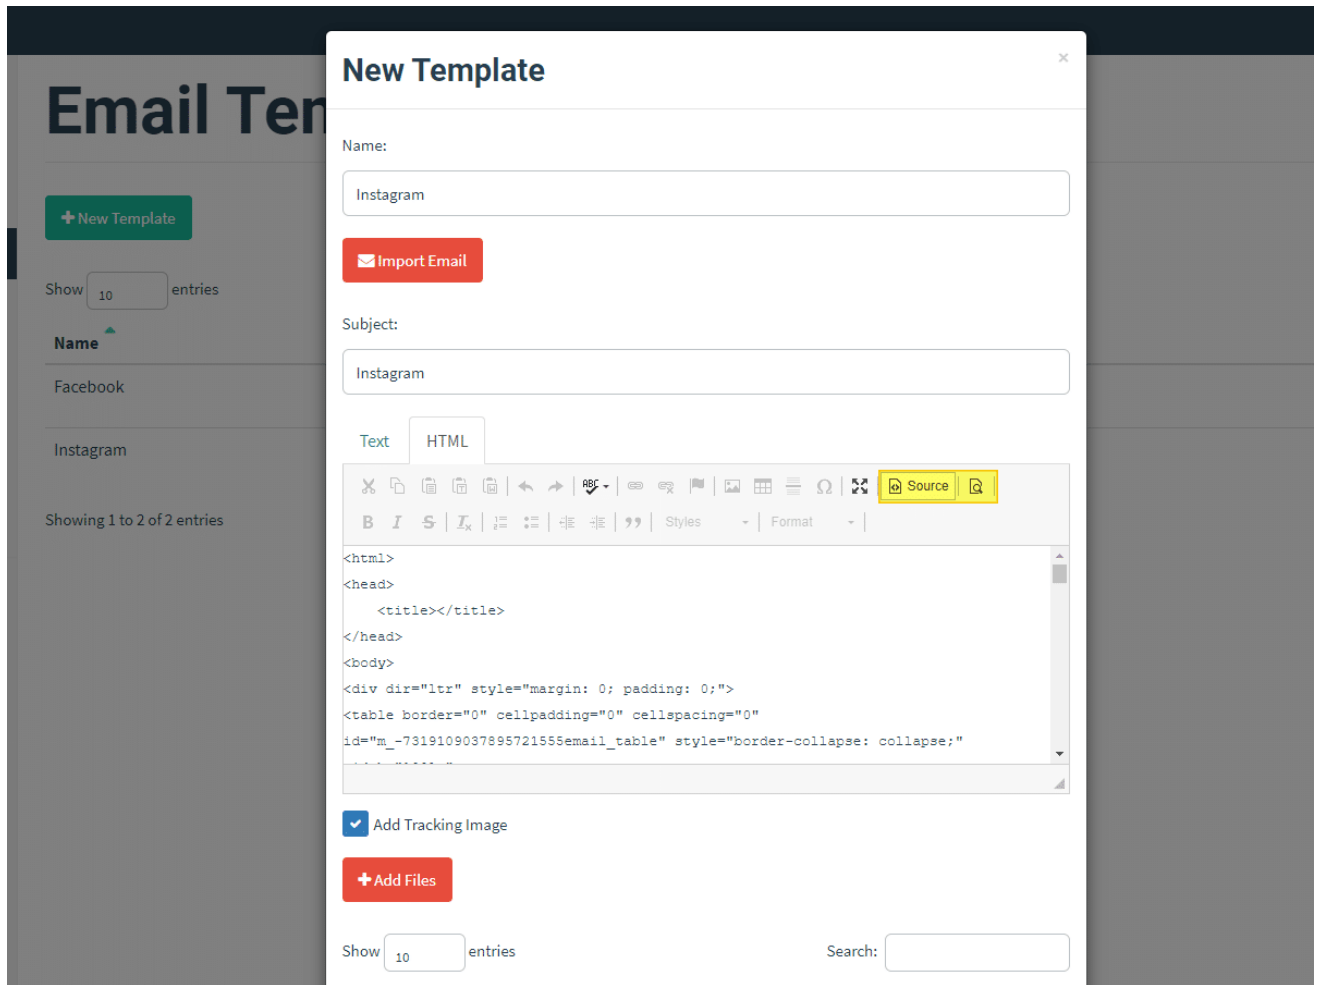 New Template
×
Email Ten
Name:
Instagram
New Template
Import Email
Show 10 entries
Subject:
Name
Instagram
Facebook
Text HTML
Instagram
ABC Ω Source
B I S Tx Styles Format
Showing 1 to 2 of 2 entries
<html>
<head>
<title></title>
</head>
<body>
<div dir="ltr" style="margin: 0; padding: 0;">
<table border="0" cellpadding="0" cellspacing="0"
id="m_-7319109037895721555email_table" style="border-collapse: collapse;"
Add Tracking Image
Add Files
Show 10 entries Search: